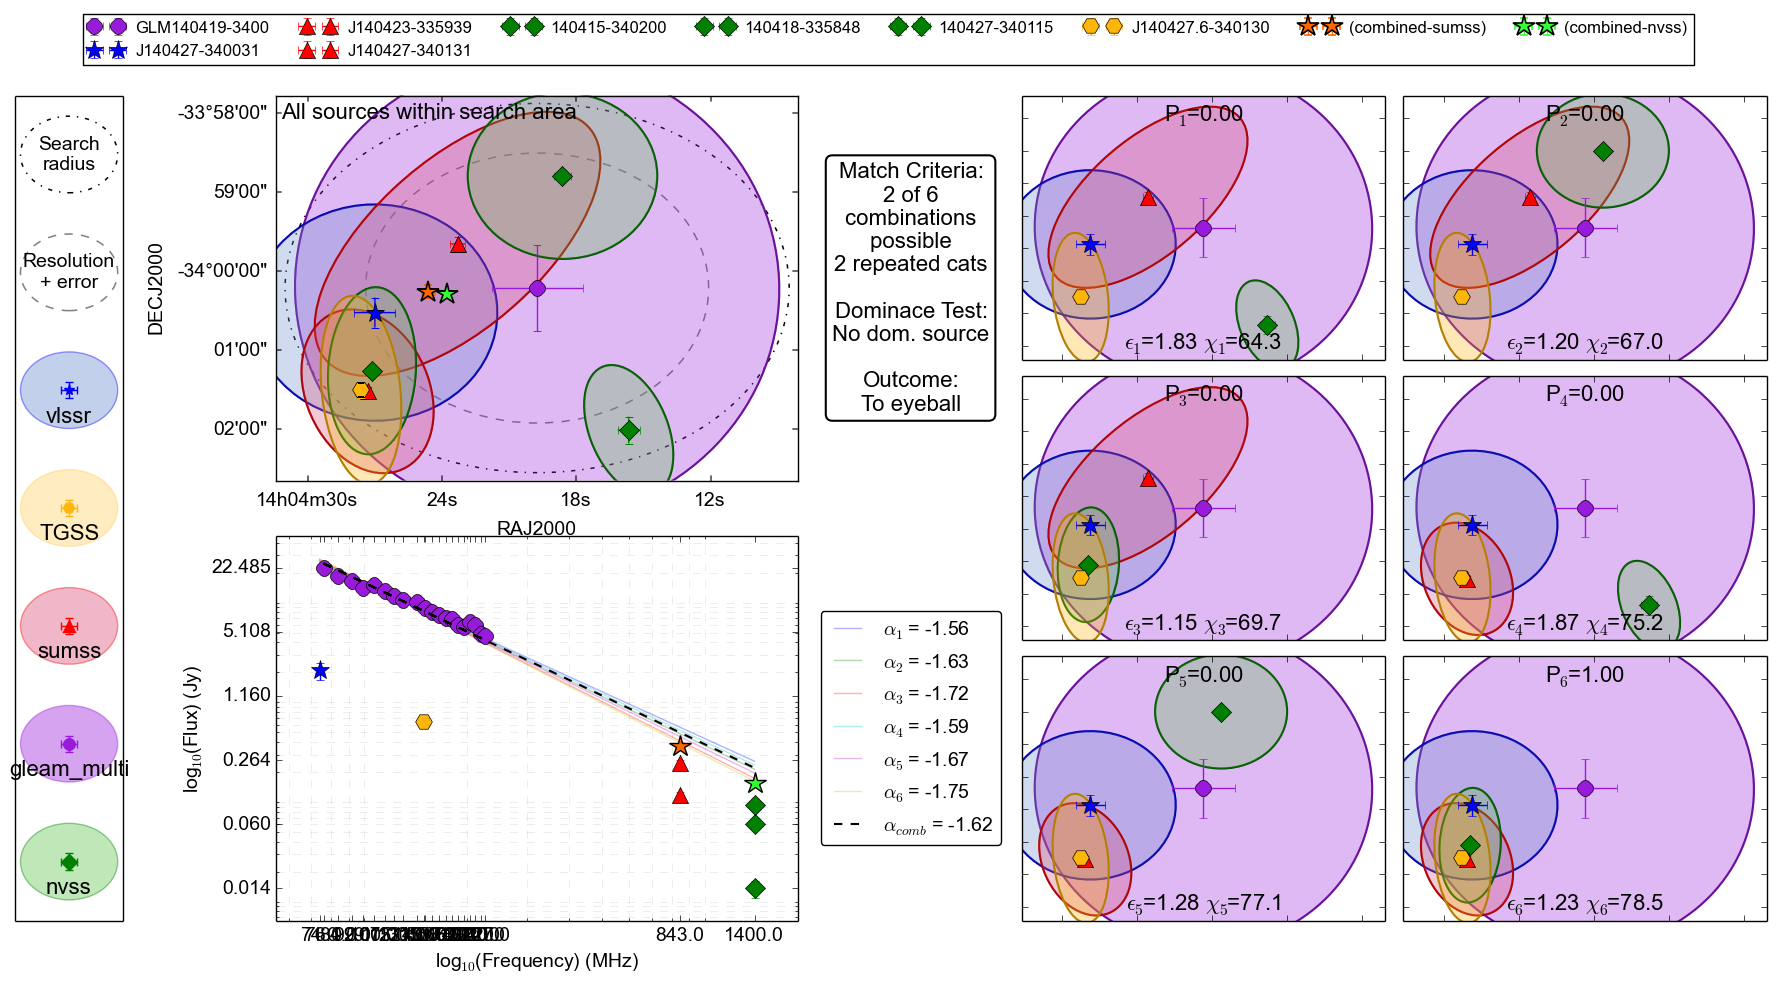 GLM140419-3400
J140423-335939
140415-340200
140418-335848
140427-340115
J140427.6-340130
(combined-sumss)
(combined-nvss)
J140427-340031
J140427-340131
Search
radius
Resolution
+ error
vlssr
TGSS
sumss
gleam_multi
nvss
All sources within search area
-33°58'00"
59'00"
-34°00'00"
01'00"
02'00"
DECJ2000
14h04m30s
24s
18s
12s
RAJ2000
Match Criteria:
2 of 6
combinations
possible
2 repeated cats
Dominace Test:
No dom. source
Outcome:
To eyeball
22.485
5.108
1.160
0.264
0.060
0.014
log10(Flux) (Jy)
843.0
1400.0
log10(Frequency) (MHz)
α1 = -1.56
α2 = -1.63
α3 = -1.72
α4 = -1.59
α5 = -1.67
α6 = -1.75
αcomb = -1.62
P1=0.00
ϵ1=1.83 χ1=64.3
P2=0.00
ϵ2=1.20 χ2=67.0
P3=0.00
ϵ3=1.15 χ3=69.7
P4=0.00
ϵ4=1.87 χ4=75.2
P5=0.00
ϵ5=1.28 χ5=77.1
P6=1.00
ϵ6=1.23 χ6=78.5